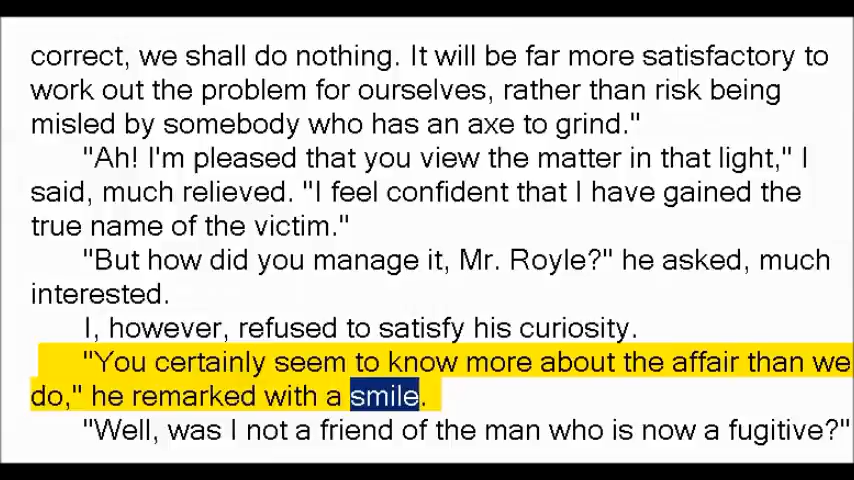 correct, we shall do nothing. It will be far more satisfactory to
work out the problem for ourselves, rather than risk being
misled by somebody who has an axe to grind."
"Ah! I'm pleased that you view the matter in that light," I
said, much relieved. "I feel confident that I have gained the
true name of the victim."
"But how did you manage it, Mr. Royle?" he asked, much
interested.
I, however, refused to satisfy his curiosity.
"You certainly seem to know more about the affair than we
do," he remarked with a smile.
"Well, was I not a friend of the man who is now a fugitive?"